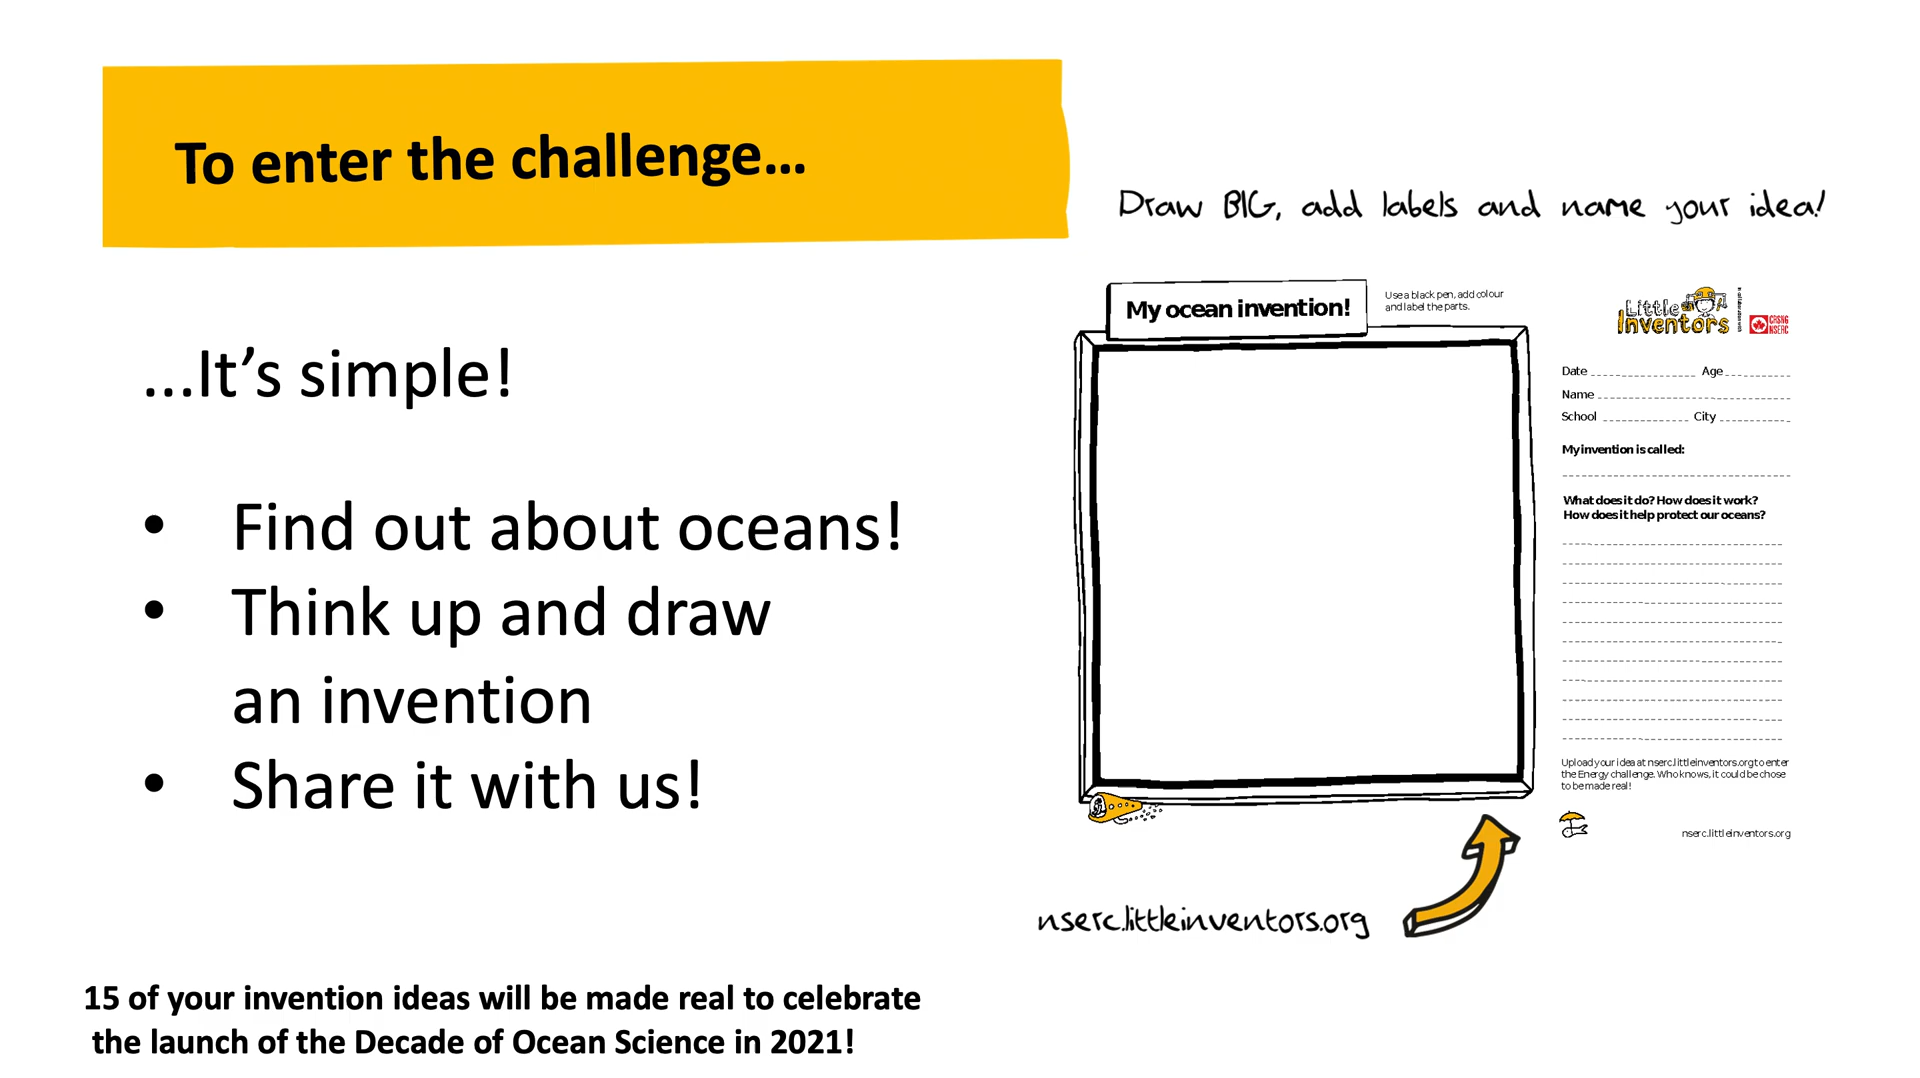 To enter the challenge...
...It's simple!
• Find out about oceans!
• Think up and draw
an invention
• Share it with us!
15 of your invention ideas will be made real to celebrate
the launch of the Decade of Ocean Science in 2021!
Draw BIG, add labels and name your idea!
My ocean invention!
Use a black pen, add colour
and label the parts.
Little
Inventors
CRSNG
NSERC
Date Age
Name
School City
My invention is called:
What does it do? How does it work?
How does it help protect our oceans?
Upload your idea at nserc.littleinventors.org to enter
the Energy challenge. Who knows, it could be chose
to be made real!
nserc.littleinventors.org
nserc.littleinventors.org